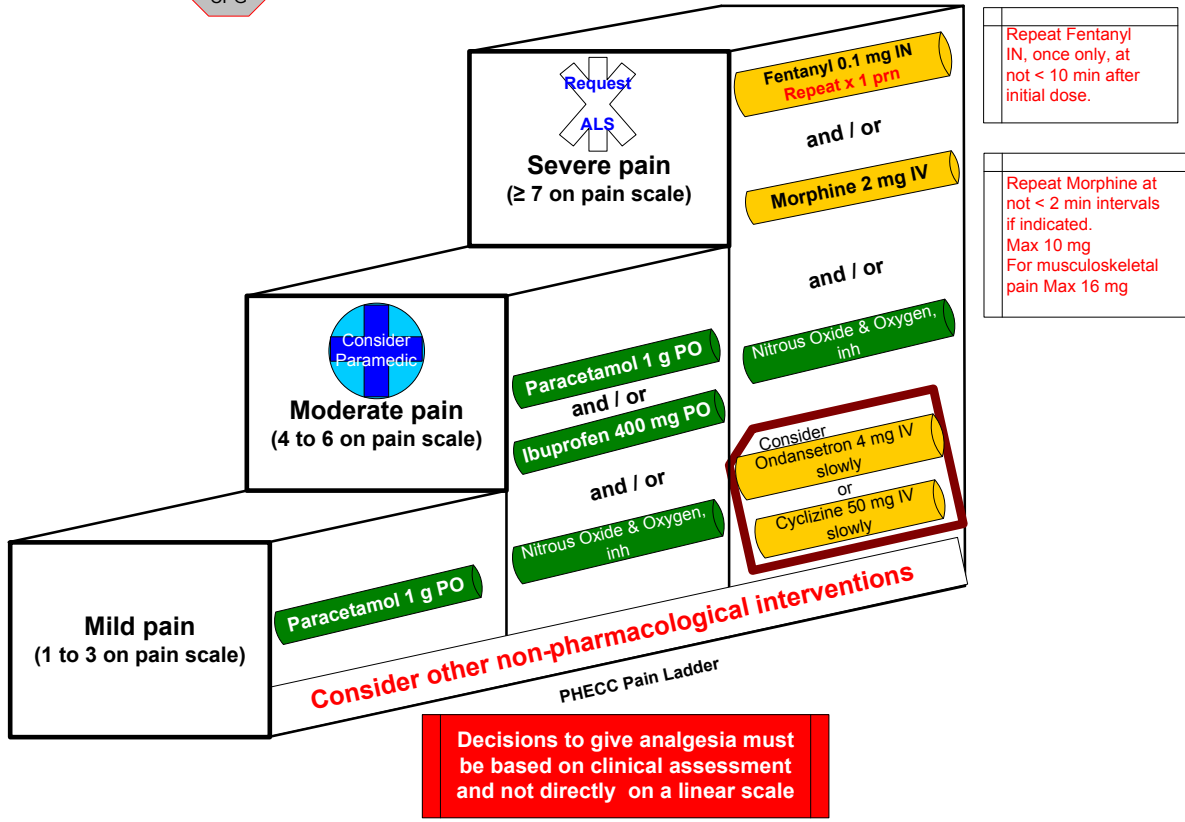 Request
ALS
Severe pain
(≥ 7 on pain scale)
Fentanyl 0.1 mg IN
Repeat x 1 prn
and / or
Morphine 2 mg IV
and / or
Nitrous Oxide & Oxygen,
inh
Consider
Ondansetron 4 mg IV
slowly
or
Cyclizine 50 mg IV
slowly
Repeat Fentanyl
IN, once only, at
not < 10 min after
initial dose.
Repeat Morphine at
not < 2 min intervals
if indicated.
Max 10 mg
For musculoskeletal
pain Max 16 mg
Consider
Paramedic
Moderate pain
(4 to 6 on pain scale)
Paracetamol 1 g PO
and / or
Ibuprofen 400 mg PO
and / or
Nitrous Oxide & Oxygen,
inh
Mild pain
(1 to 3 on pain scale)
Paracetamol 1 g PO
Consider other non-pharmacological interventions
PHECC Pain Ladder
Decisions to give analgesia must
be based on clinical assessment
and not directly  on a linear scale